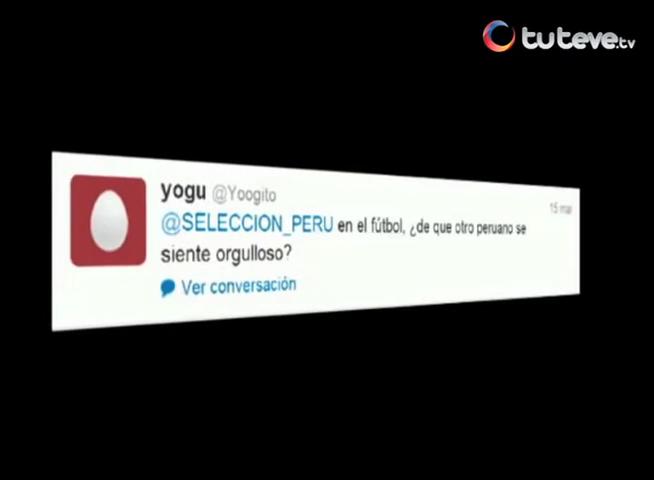 tuteve.tv
yogu @Yoogito
15 mar
@SELECCION_PERU en el fútbol, ¿de que otro peruano se
siente orgulloso?
Ver conversación